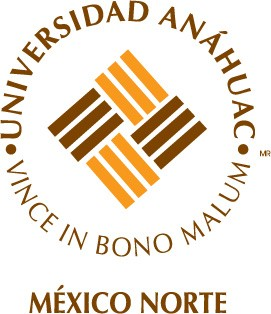 • UNIVERSIDAD ANÁHUAC •
VINCE IN BONO MALUM
MR
MÉXICO NORTE